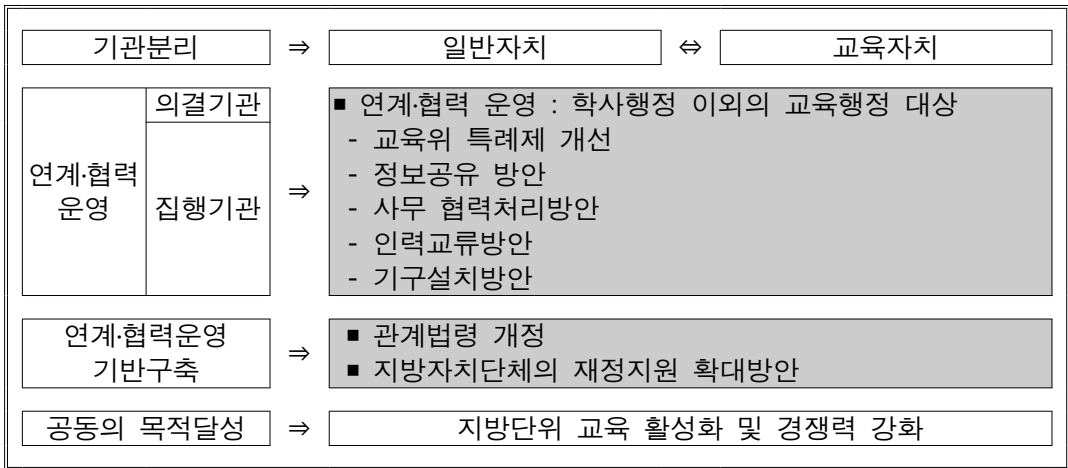 기관분리 ⇒ 일반자치 ⇔ 교육자치
연계·협력 운영
의결기관
집행기관
⇒
■ 연계·협력 운영 : 학사행정 이외의 교육행정 대상
- 교육위 특례제 개선
- 정보공유 방안
- 사무 협력처리방안
- 인력교류방안
- 기구설치방안
연계·협력운영
기반구축
⇒
■ 관계법령 개정
■ 지방자치단체의 재정지원 확대방안
공동의 목적달성 ⇒ 지방단위 교육 활성화 및 경쟁력 강화